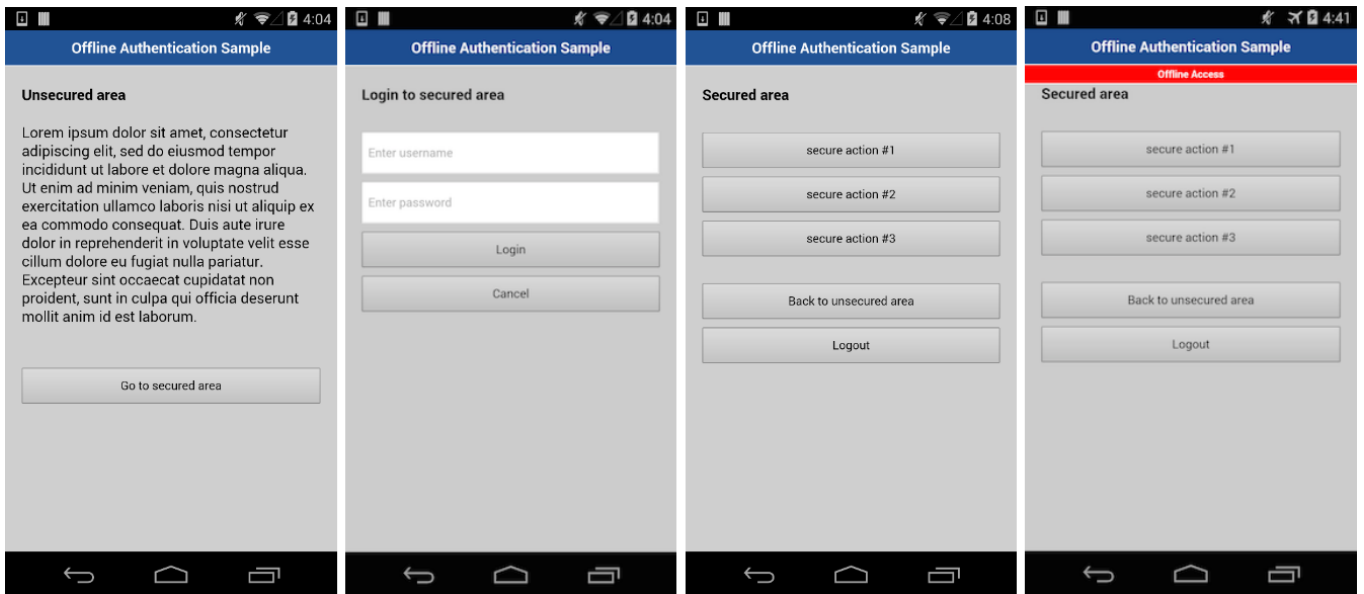 4:04
Offline Authentication Sample
Unsecured area
Lorem ipsum dolor sit amet, consectetur
adipiscing elit, sed do eiusmod tempor
incididunt ut labore et dolore magna aliqua.
Ut enim ad minim veniam, quis nostrud
exercitation ullamco laboris nisi ut aliquip ex
ea commodo consequat. Duis aute irure
dolor in reprehenderit in voluptate velit esse
cillum dolore eu fugiat nulla pariatur.
Excepteur sint occaecat cupidatat non
proident, sunt in culpa qui officia deserunt
mollit anim id est laborum.
Go to secured area
4:04
Offline Authentication Sample
Login to secured area
Enter username
Enter password
Login
Cancel
4:08
Offline Authentication Sample
Secured area
secure action #1
secure action #2
secure action #3
Back to unsecured area
Logout
4:41
Offline Authentication Sample
Offline Access
Secured area
secure action #1
secure action #2
secure action #3
Back to unsecured area
Logout